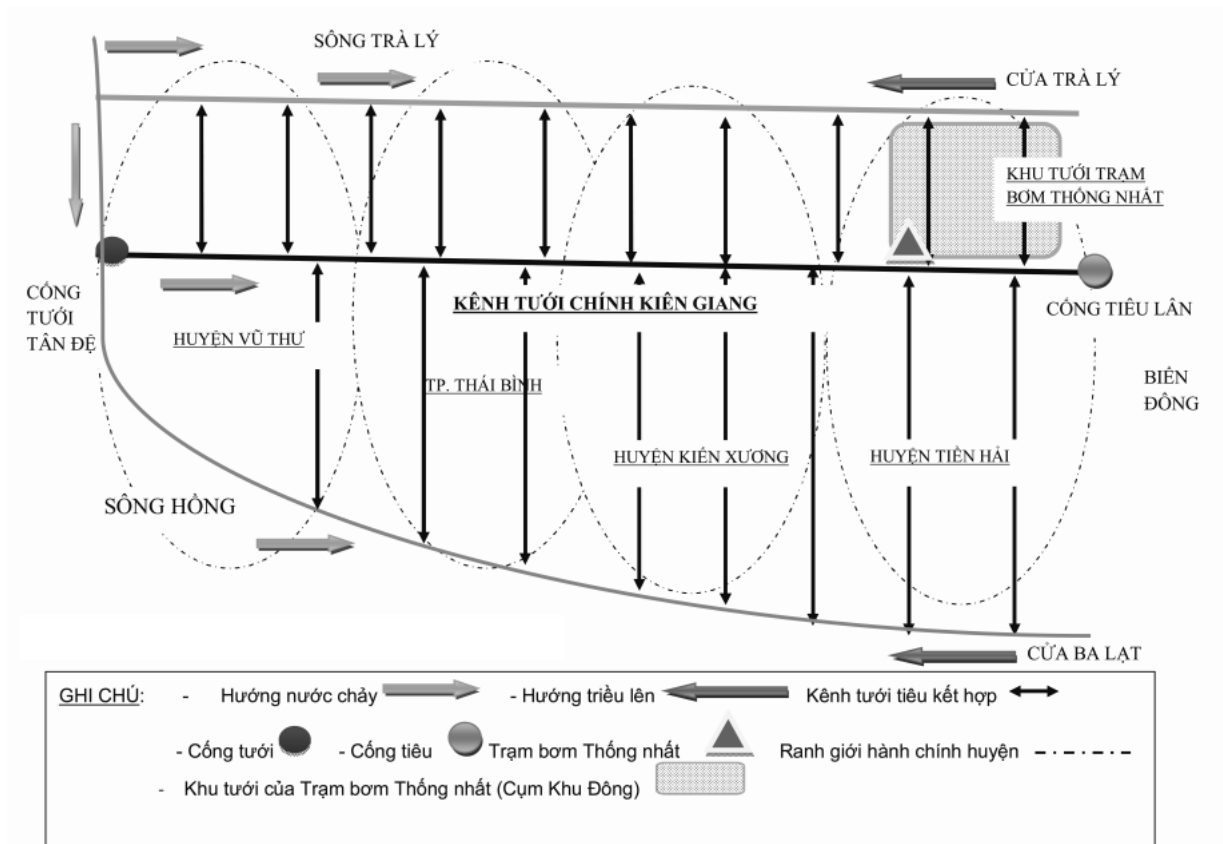 SÔNG TRÀ LÝ
CỬA TRÀ LÝ
KHU TƯỚI TRẠM
BƠM THỐNG NHẤT
CỐNG
TƯỚI
TÂN ĐỆ
KÊNH TƯỚI CHÍNH KIÊN GIANG
CỐNG TIÊU LÂN
HUYỆN VŨ THƯ
TP. THÁI BÌNH
BIỂN
ĐÔNG
HUYỆN KIẾN XƯƠNG
HUYỆN TIỀN HẢI
SÔNG HỒNG
CỬA BA LẠT
GHI CHÚ: - Hướng nước chảy - Hướng triều lên Kênh tưới tiêu kết hợp
- Cống tưới - Cống tiêu Trạm bơm Thống nhất Ranh giới hành chính huyện
- Khu tưới của Trạm bơm Thống nhất (Cụm Khu Đông)